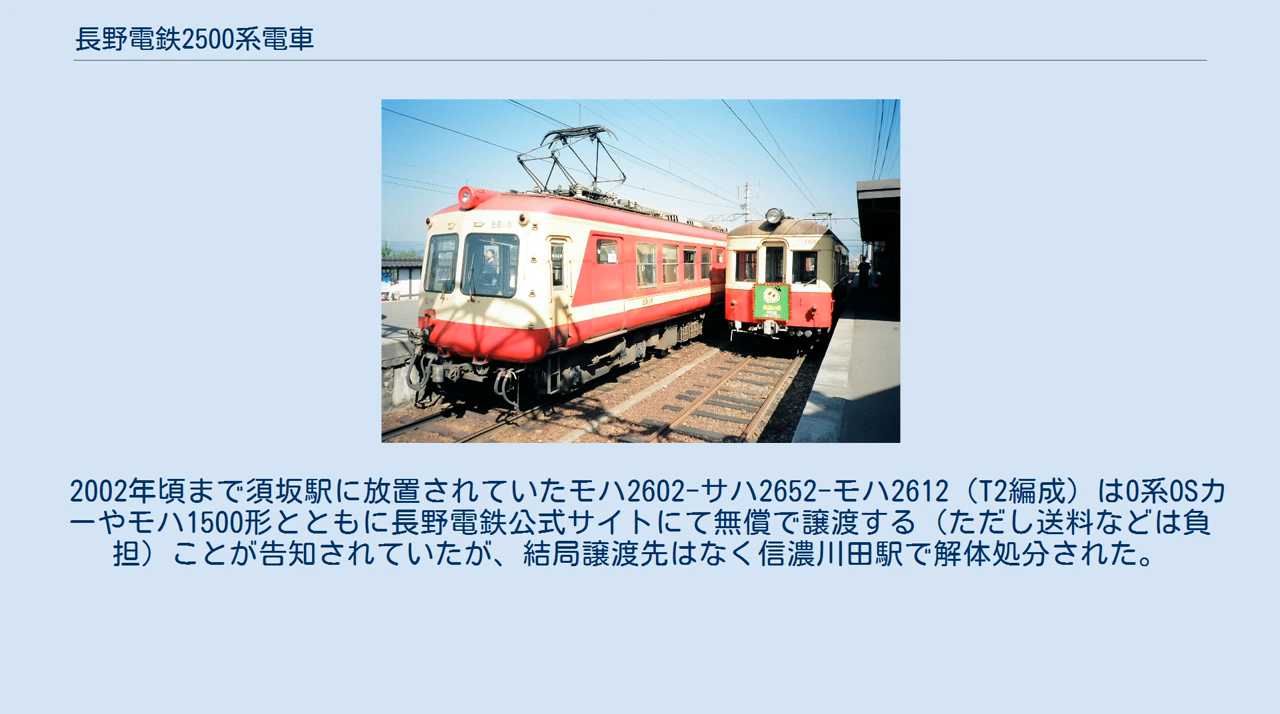 長野電鉄2500系電車
2002年頃まで須坂駅に放置されていたモハ2602-サハ2652-モハ2612（T2編成）は0系OSカ
ーやモハ1500形とともに長野電鉄公式サイトにて無償で譲渡する（ただし送料などは負
担）ことが告知されていたが、結局譲渡先はなく信濃川田駅で解体処分された。